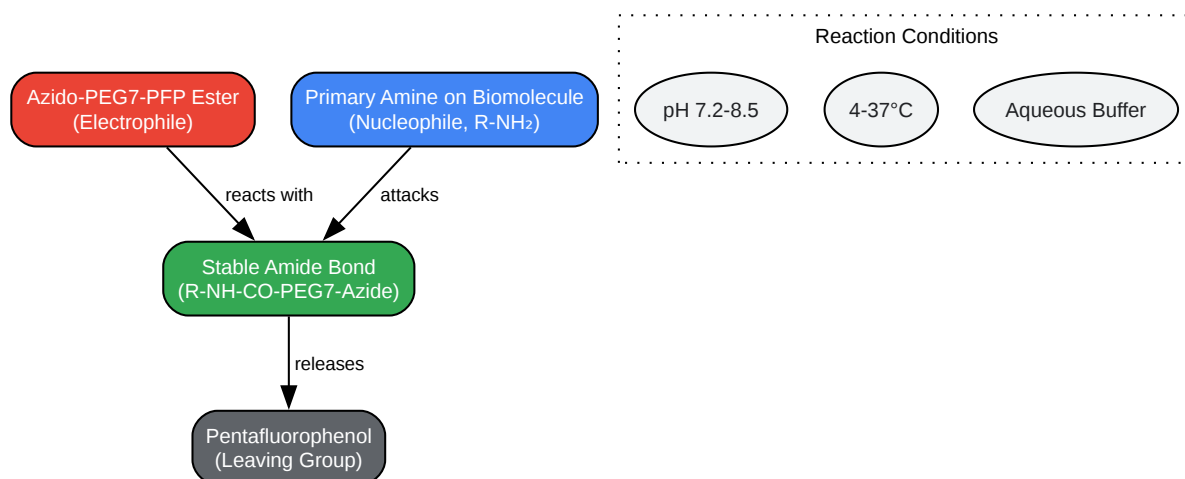 Reaction Conditions
Azido-PEG7-PFP Ester
(Electrophile)
Primary Amine on Biomolecule
(Nucleophile, R-NH₂)
pH 7.2-8.5
4-37°C
Aqueous Buffer
reacts with
attacks
Stable Amide Bond
(R-NH-CO-PEG7-Azide)
releases
Pentafluorophenol
(Leaving Group)